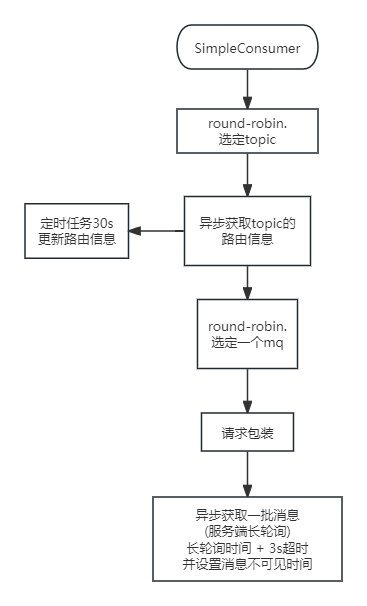 SimpleConsumer
round-robin.
选定topic
定时任务30s
更新路由信息
异步获取topic的
路由信息
round-robin.
选定一个mq
请求包装
异步获取一批消息
(服务端长轮询)
长轮询时间 + 3s超时
并设置消息不可见时间